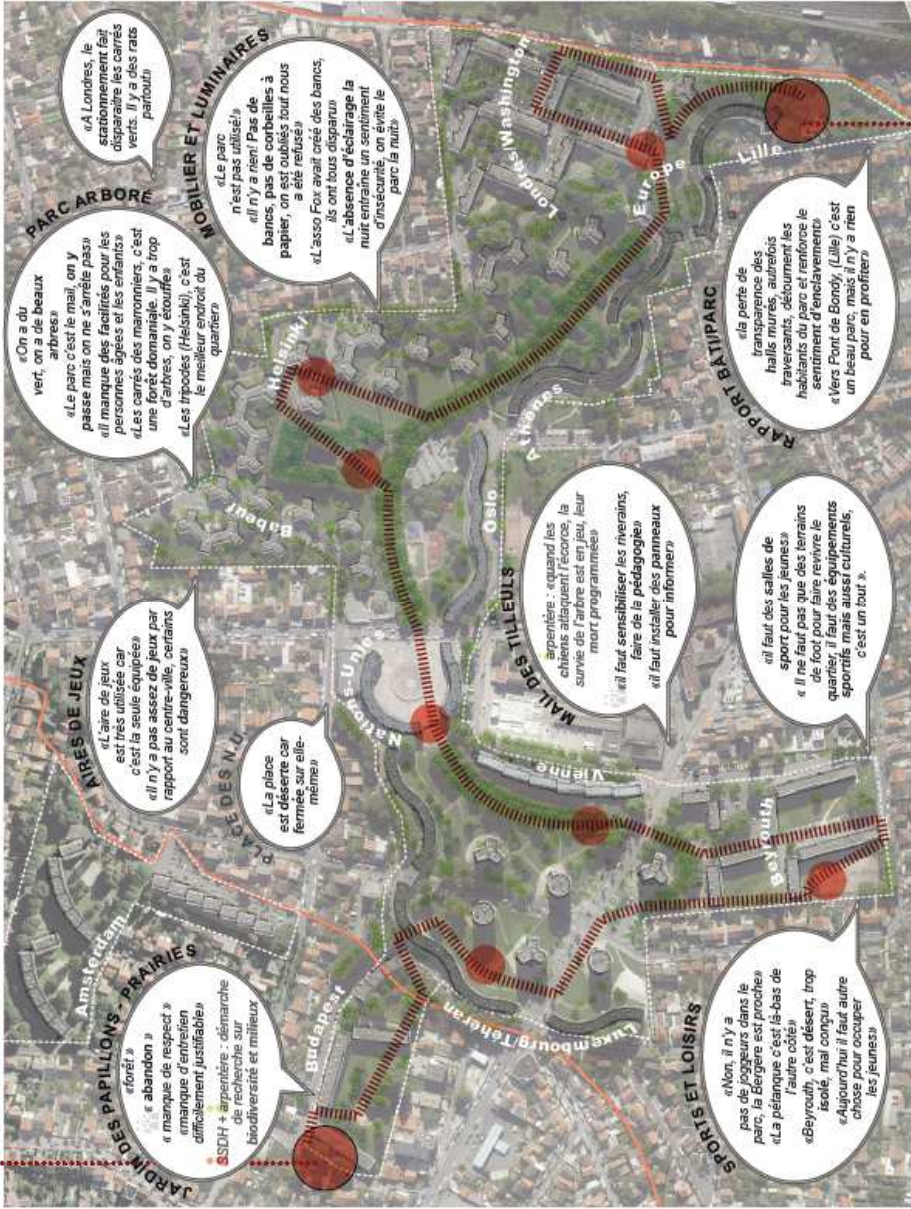 JARDIN DES PAPILLONS - PRAIRIES
«forêt »
« abandon »
« manque de respect »
«manque d'entretien
difficilement justifiable»
SSDH + arpentère : démarche
de recherche sur
biodiversité et milieux
AIRES DE JEUX
«L'aire de jeux
est très utilisée car
c'est la seule équipée»
«il n'y a pas assez de jeux par
rapport au centre-ville, certains
sont dangereux»
PLACE DES N.U.
«La place
est déserte car
fermée sur elle-
même»
PARC ARBORÉ
«On a du
vert, on a de beaux
arbres»
«Le parc c'est le mail, on y
passe mais on ne s'arrête pas»
«il manque des facilités pour les
personnes âgées et les enfants»
«Les carrés des marronniers, c'est
une forêt domaniale. Il y a trop
d'arbres, on y étouffe»
«Les tripodes (Helsinki), c'est
le meilleur endroit du
quartier»
«A Londres, le
stationnement fait
disparaître les carrés
verts. Il y a des rats
partout»
MOBILIER ET LUMINAIRES
«Le parc
n'est pas utilisé!»
«Il n'y a rien! Pas de
bancs, pas de corbeilles à
papier, on est oubliés tout nous
a été refusé»
«L'asso Fox avait créé des bancs,
ils ont tous disparu»
«L'absence d'éclairage la
nuit entraîne un sentiment
d'insécurité, on évite le
parc la nuit»
Amsterdam
Budapest
Luxembourg/Téhéran
Nations-Unies
Babeuf
Helsinki
Londres/Washington
Europe
Lille
Athènes
Oslo
Vienne
Beyrouth
SPORTS ET LOISIRS
«Non, il n'y a
pas de joggeurs dans le
parc, la Bergère est proche»
«La pétanque c'est là-bas de
l'autre côté»
«Beyrouth, c'est désert, trop
isolé, mal conçu»
«Aujourd'hui il faut autre
chose pour occuper
les jeunes»
«il faut des salles de
sport pour les jeunes»
« Il ne faut pas que des terrains
de foot pour faire revivre le
quartier, il faut des équipements
sportifs mais aussi culturels,
c'est un tout ».
MAIL DES TILLEULS
arpentère : «quand les
chiens attaquent l'écorce, la
survie de l'arbre est en jeu, leur
mort programmée»
«il faut sensibiliser les riverains,
faire de la pédagogie»
«il faut installer des panneaux
pour informer»
RAPPORT BÂTI/PARC
«la perte de
transparence des
halls murés, autrefois
traversants, détournent les
habitants du parc et renforce le
sentiment d'enclavement»
«Vers Pont de Bondy, (Lille) c'est
un beau parc, mais il n'y a rien
pour en profiter»